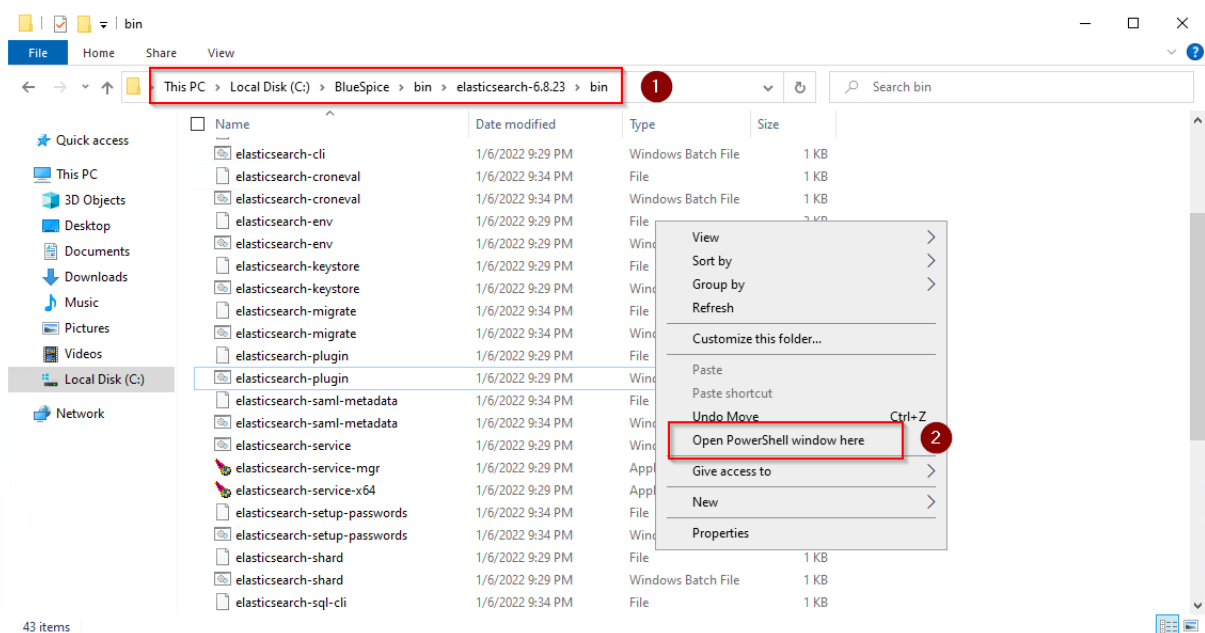 bin
File Home Share View
This PC > Local Disk (C:) > BlueSpice > bin > elasticsearch-6.8.23 > bin 1 Search bin
Name Date modified Type Size
Quick access
This PC
3D Objects
Desktop
Documents
Downloads
Music
Pictures
Videos
Local Disk (C:)
Network
elasticsearch-cli 1/6/2022 9:29 PM Windows Batch File 1 KB
elasticsearch-croneval 1/6/2022 9:34 PM File 1 KB
elasticsearch-croneval 1/6/2022 9:34 PM Windows Batch File 1 KB
elasticsearch-env 1/6/2022 9:29 PM File
elasticsearch-env 1/6/2022 9:29 PM
elasticsearch-keystore 1/6/2022 9:29 PM File
elasticsearch-keystore 1/6/2022 9:29 PM
elasticsearch-migrate 1/6/2022 9:34 PM File
elasticsearch-migrate 1/6/2022 9:34 PM
elasticsearch-plugin 1/6/2022 9:29 PM File
elasticsearch-plugin 1/6/2022 9:29 PM
elasticsearch-saml-metadata 1/6/2022 9:34 PM File
elasticsearch-saml-metadata 1/6/2022 9:34 PM
elasticsearch-service 1/6/2022 9:29 PM
elasticsearch-service-mgr 1/6/2022 9:29 PM
elasticsearch-service-x64 1/6/2022 9:29 PM
elasticsearch-setup-passwords 1/6/2022 9:34 PM File
elasticsearch-setup-passwords 1/6/2022 9:34 PM
elasticsearch-shard 1/6/2022 9:29 PM File 1 KB
elasticsearch-shard 1/6/2022 9:29 PM Windows Batch File 1 KB
elasticsearch-sql-cli 1/6/2022 9:34 PM File 1 KB
View
Sort by
Group by
Refresh
Customize this folder...
Paste
Paste shortcut
Undo Move Ctrl+Z
Open PowerShell window here 2
Give access to
New
Properties
43 items